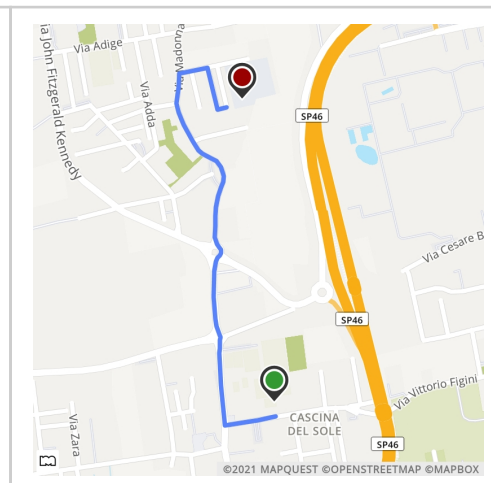 Via Adige
Via Madonna
via John Fitzgerald Kennedy
Via Adda
SP46
Via Cesare B
SP46
Via Vittorio Figini
CASCINA
DEL SOLE
Via Zara
SP46
©2021 MAPQUEST ©OPENSTREETMAP ©MAPBOX